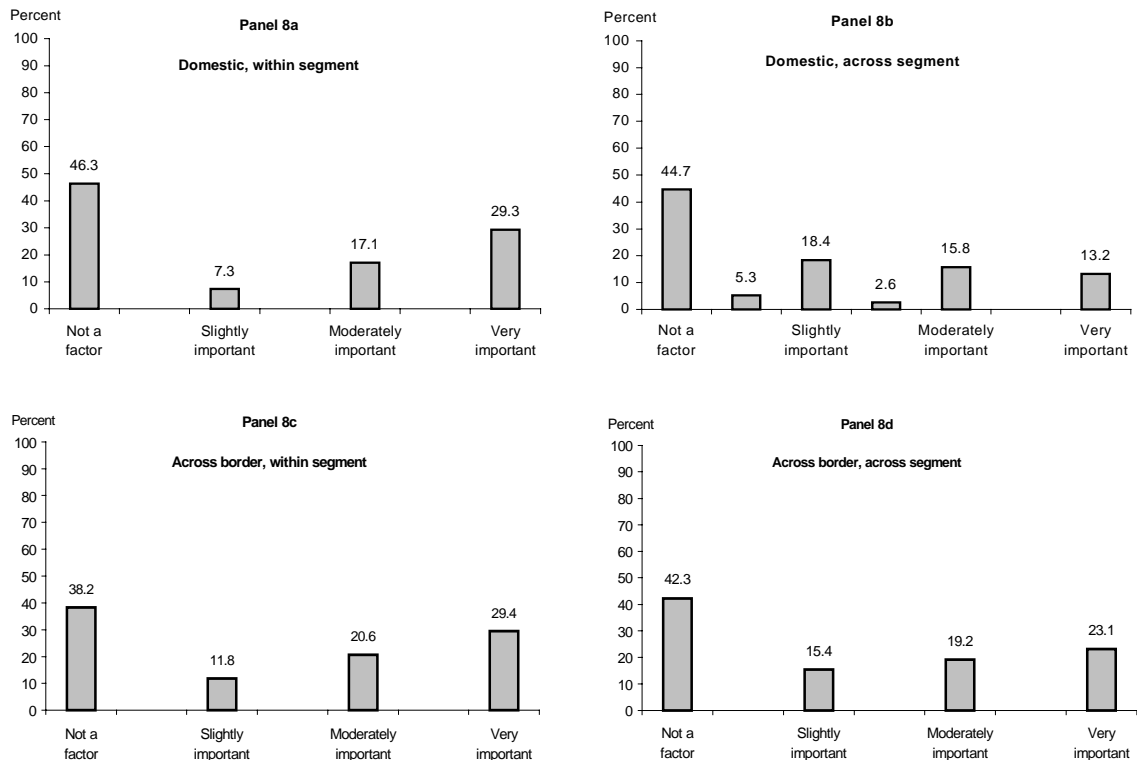 Percent
Panel 8a
Domestic, within segment
100
90
80
70
60
50
40
30
20
10
0
46.3
7.3
17.1
29.3
Not a
factor
Slightly
important
Moderately
important
Very
important
Percent
Panel 8b
Domestic, across segment
100
90
80
70
60
50
40
30
20
10
0
44.7
5.3
18.4
2.6
15.8
13.2
Not a
factor
Slightly
important
Moderately
important
Very
important
Percent
Panel 8c
Across border, within segment
100
90
80
70
60
50
40
30
20
10
0
38.2
11.8
20.6
29.4
Not a
factor
Slightly
important
Moderately
important
Very
important
Percent
Panel 8d
Across border, across segment
100
90
80
70
60
50
40
30
20
10
0
42.3
15.4
19.2
23.1
Not a
factor
Slightly
important
Moderately
important
Very
important